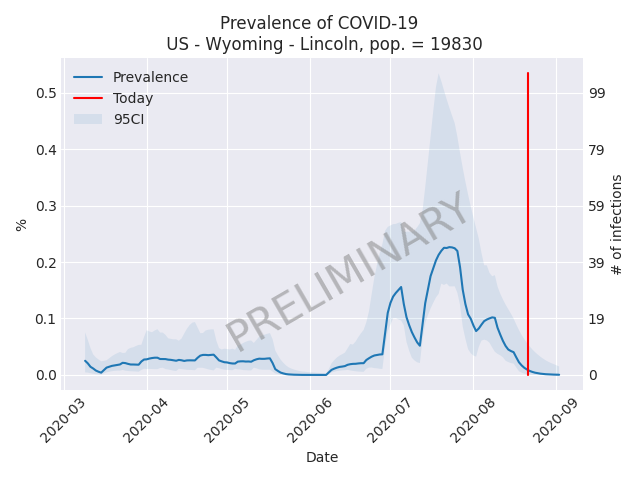 Prevalence of COVID-19
US - Wyoming - Lincoln, pop. = 19830
Prevalence
Today
95CI
PRELIMINARY
0.5
0.4
0.3
0.2
0.1
0.0
%
99
79
59
39
19
0
# of infections
2020-03
2020-04
2020-05
2020-06
2020-07
2020-08
2020-09
Date